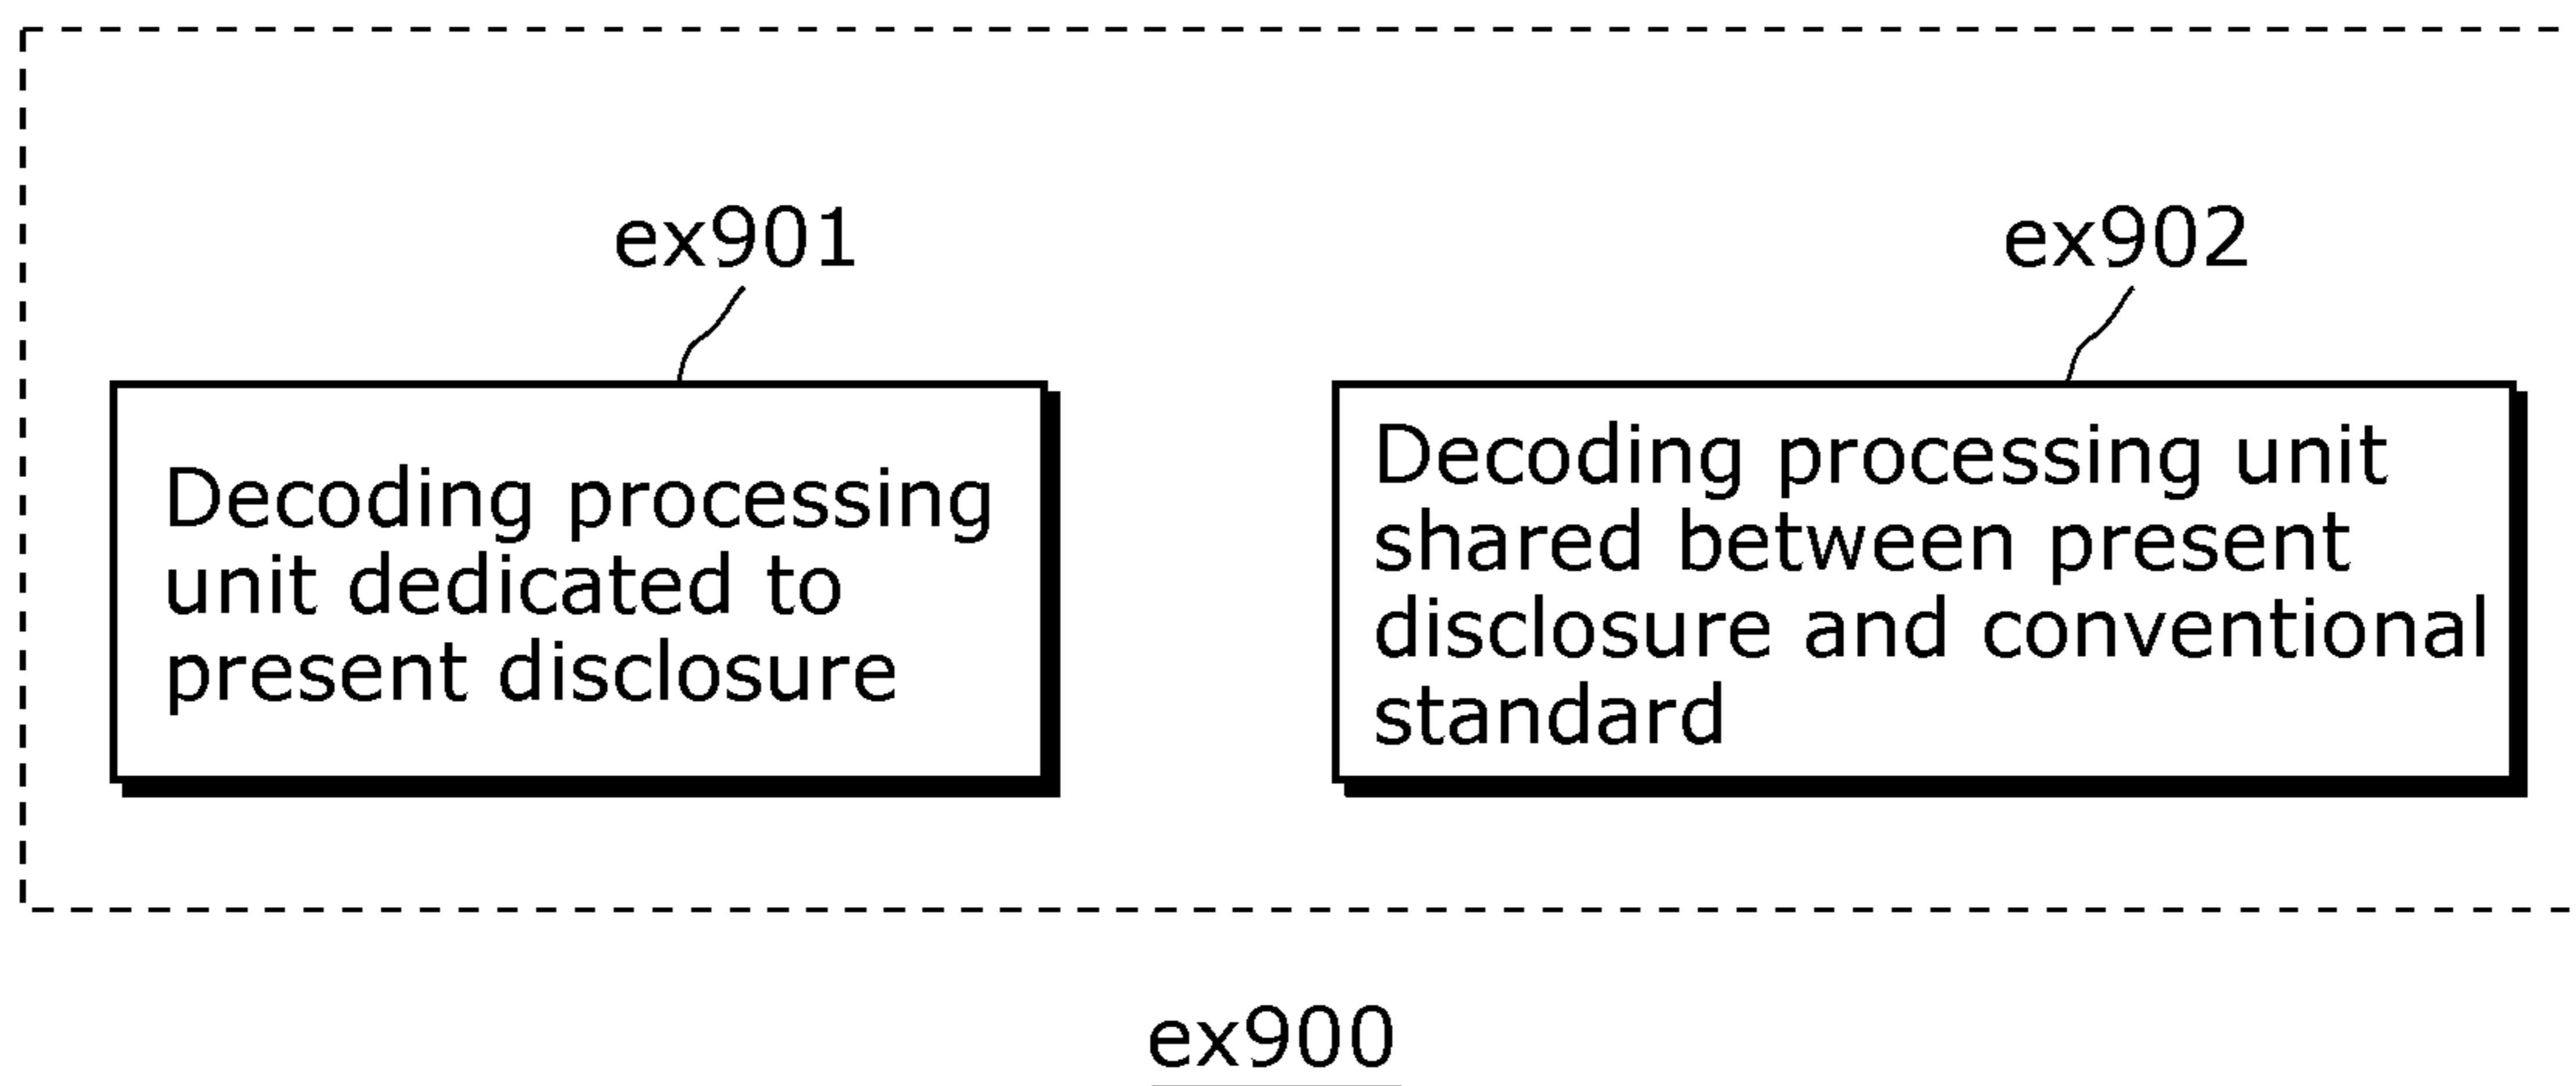 ex901
ex902
Decoding processing
unit dedicated to
present disclosure
Decoding processing unit
shared between present
disclosure and conventional
standard
ex900